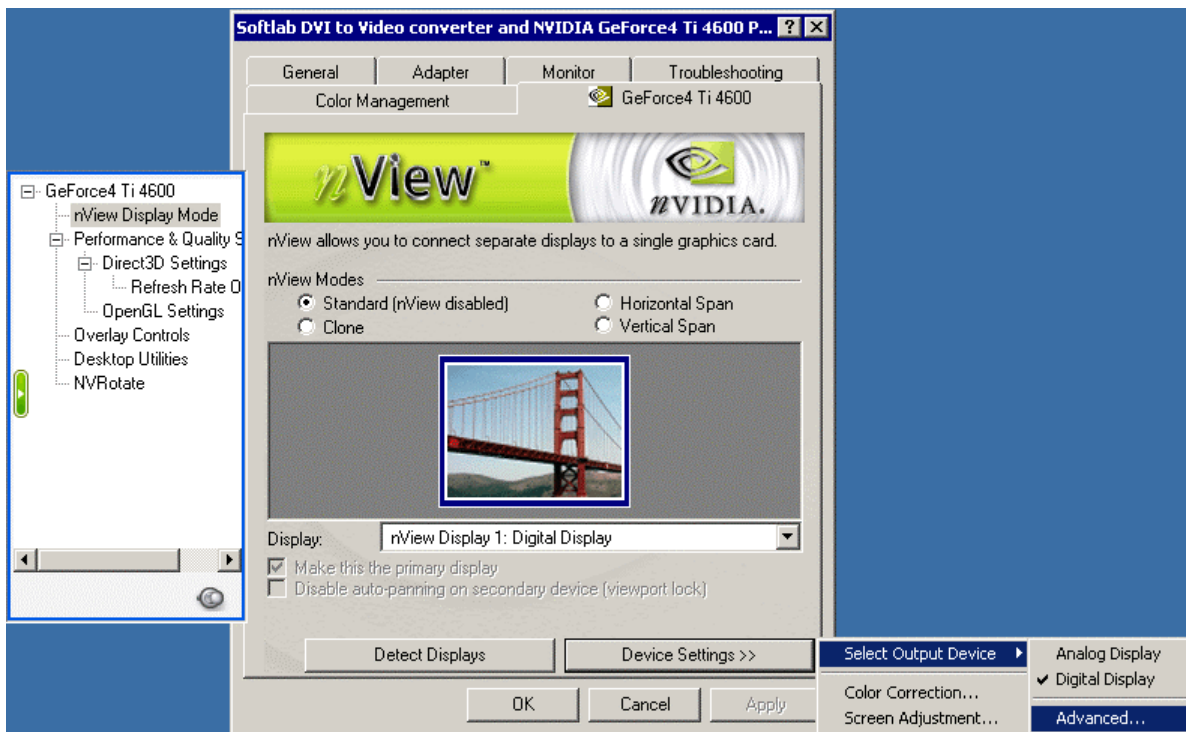 Softlab DVI to Video converter and NVIDIA GeForce4 Ti 4600 P... ? X
General Adapter Monitor Troubleshooting
Color Management GeForce4 Ti 4600
nView™
nVIDIA.
GeForce4 Ti 4600
nView Display Mode
Performance & Quality S
Direct3D Settings
Refresh Rate O
OpenGL Settings
Overlay Controls
Desktop Utilities
NVRotate
nView allows you to connect separate displays to a single graphics card.
nView Modes
Standard (nView disabled) Horizontal Span
Clone Vertical Span
Display: nView Display 1: Digital Display
Make this the primary display
Disable auto-panning on secondary device (viewport lock)
Detect Displays Device Settings >>
OK Cancel Apply
Select Output Device
Color Correction...
Screen Adjustment...
Analog Display
Digital Display
Advanced...